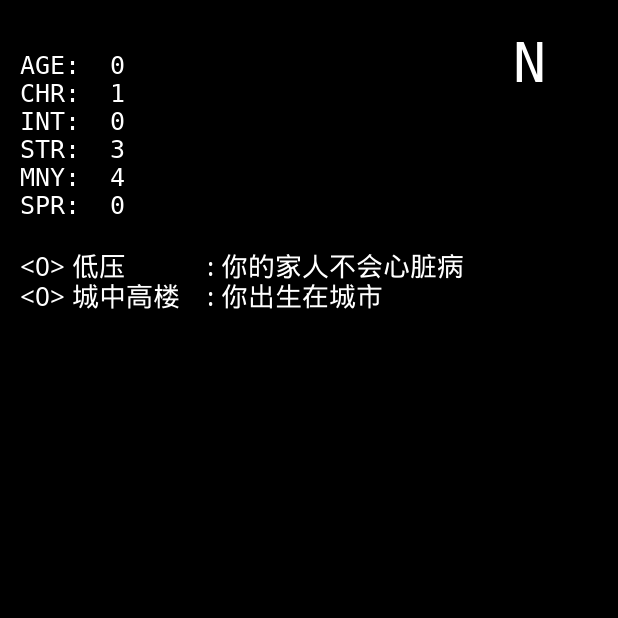 N
AGE: 0
CHR: 1
INT: 0
STR: 3
MNY: 4
SPR: 0
<O> 低压 : 你的家人不会心脏病
<O> 城中高楼 : 你出生在城市